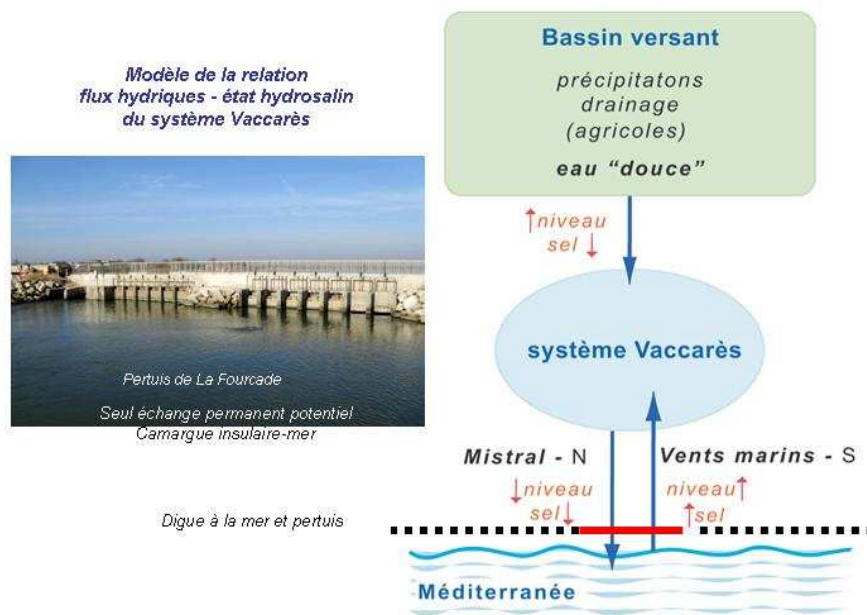 Modèle de la relation
flux hydriques - état hydrosalin
du système Vaccarès
Pertuis de La Fourcade
Seul échange permanent potentiel
Camargue insulaire-mer
Digue à la mer et pertuis
Bassin versant
précipitatons
drainage
(agricoles)
eau “douce”
↑niveau
sel ↓
système Vaccarès
Mistral - N
↓niveau
sel↓
Vents marins - S
niveau↑
↑sel
Méditerranée